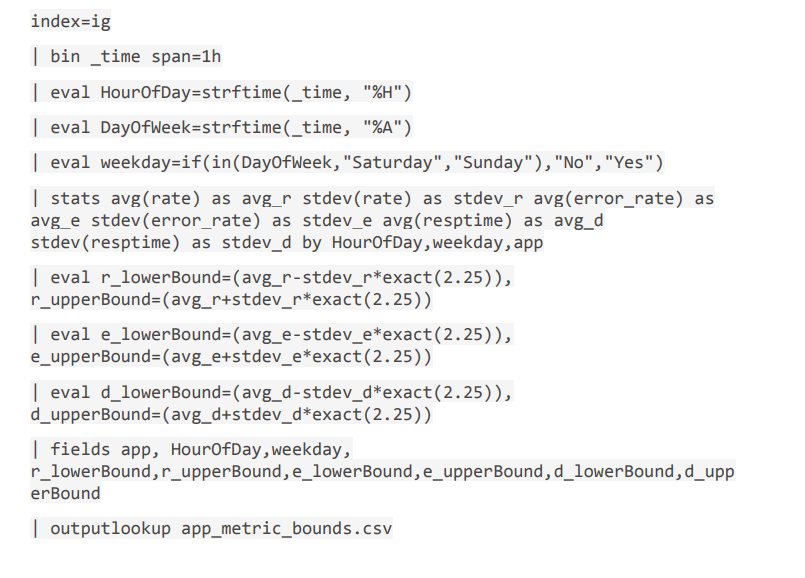 index=ig
| bin _time span=1h
| eval HourOfDay=strftime(_time, "%H")
| eval DayOfWeek=strftime(_time, "%A")
| eval weekday=if(in(DayOfWeek,"Saturday","Sunday"),"No","Yes")
| stats avg(rate) as avg_r stdev(rate) as stdev_r avg(error_rate) as
avg_e stdev(error_rate) as stdev_e avg(resptime) as avg_d
stdev(resptime) as stdev_d by HourOfDay,weekday,app
| eval r_lowerBound=(avg_r-stdev_r*exact(2.25)),
r_upperBound=(avg_r+stdev_r*exact(2.25))
| eval e_lowerBound=(avg_e-stdev_e*exact(2.25)),
e_upperBound=(avg_e+stdev_e*exact(2.25))
| eval d_lowerBound=(avg_d-stdev_d*exact(2.25)),
d_upperBound=(avg_d+stdev_d*exact(2.25))
| fields app, HourOfDay,weekday,
r_lowerBound,r_upperBound,e_lowerBound,e_upperBound,d_lowerBound,d_upp
erBound
| outputlookup app_metric_bounds.csv